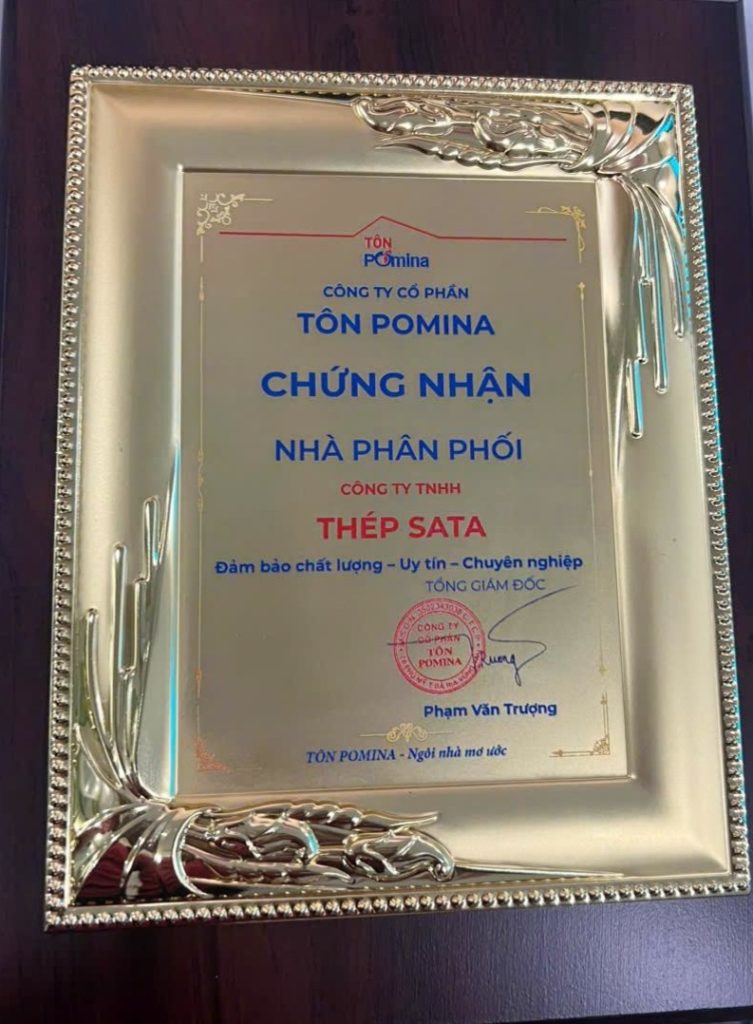 TÔN
POmina
CÔNG TY CỔ PHẦN
TÔN POMINA
CHỨNG NHẬN
NHÀ PHÂN PHỐI
CÔNG TY TNHH
THÉP SATA
Đảm bảo chất lượng – Uy tín – Chuyên nghiệp
TỔNG GIÁM ĐỐC
CÔNG TY
CỔ PHẦN
TÔN
POMINA
Phạm Văn Trượng
TÔN POMINA - Ngôi nhà mơ ước